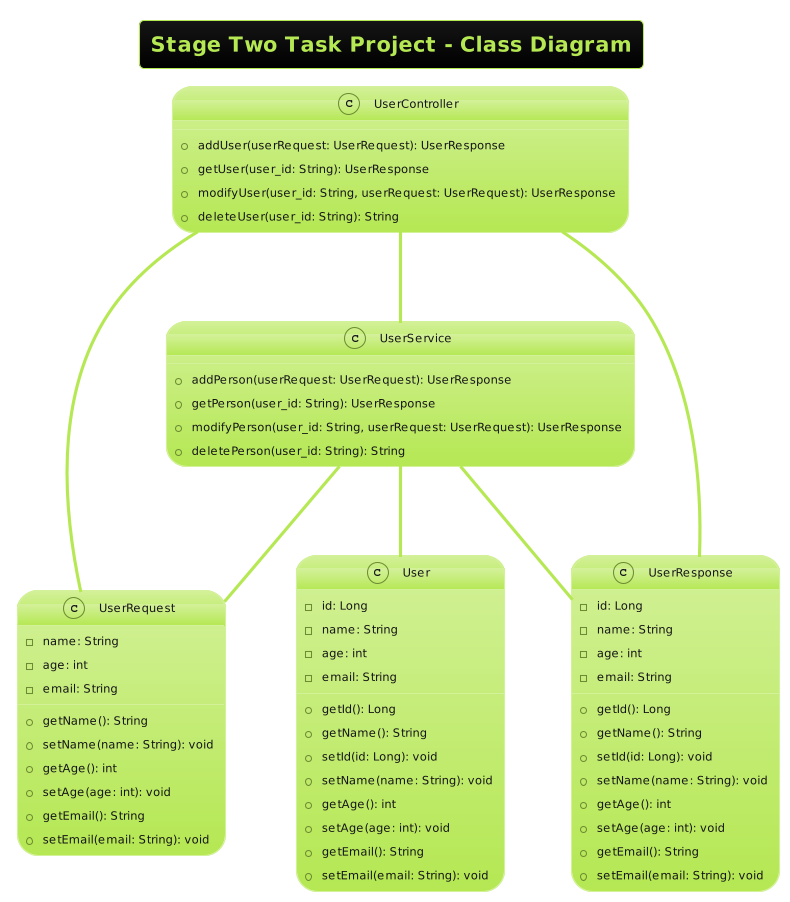 Stage Two Task Project - Class Diagram
C UserController
addUser(userRequest: UserRequest): UserResponse
getUser(user_id: String): UserResponse
modifyUser(user_id: String, userRequest: UserRequest): UserResponse
deleteUser(user_id: String): String
C UserService
addPerson(userRequest: UserRequest): UserResponse
getPerson(user_id: String): UserResponse
modifyPerson(user_id: String, userRequest: UserRequest): UserResponse
deletePerson(user_id: String): String
C UserRequest
name: String
age: int
email: String
getName(): String
setName(name: String): void
getAge(): int
setAge(age: int): void
getEmail(): String
setEmail(email: String): void
C User
id: Long
name: String
age: int
email: String
getId(): Long
getName(): String
setId(id: Long): void
setName(name: String): void
getAge(): int
setAge(age: int): void
getEmail(): String
setEmail(email: String): void
C UserResponse
id: Long
name: String
age: int
email: String
getId(): Long
getName(): String
setId(id: Long): void
setName(name: String): void
getAge(): int
setAge(age: int): void
getEmail(): String
setEmail(email: String): void